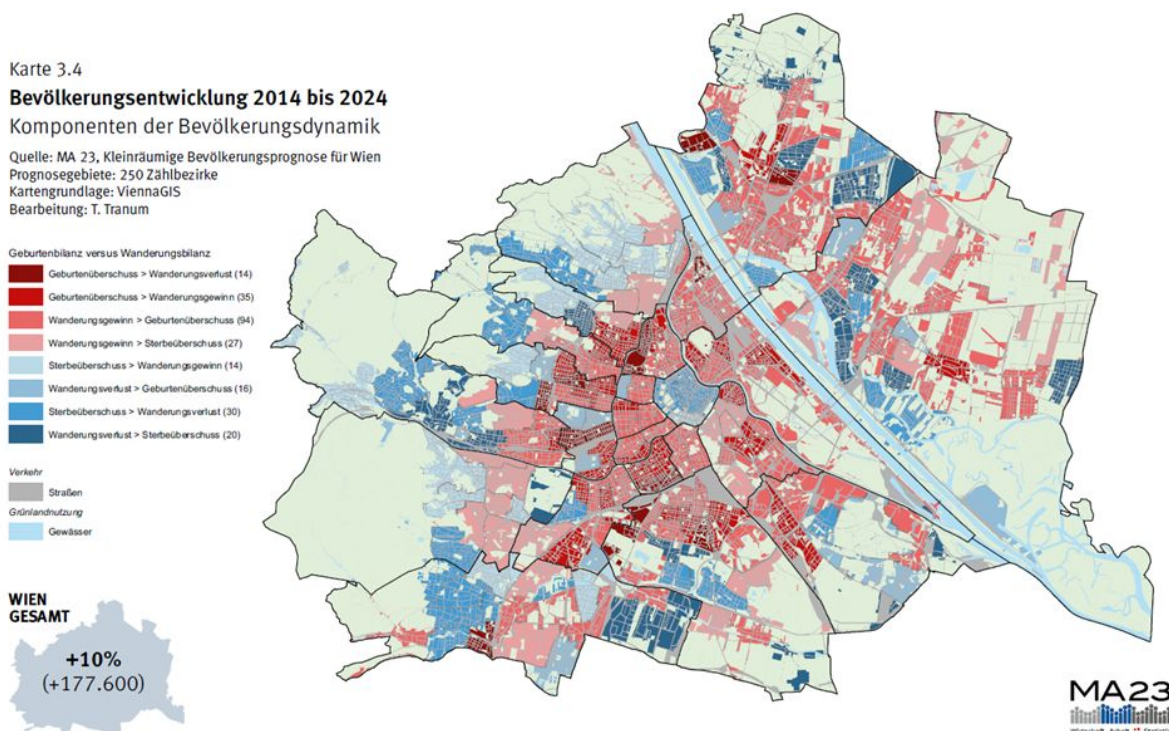 Karte 3.4
Bevölkerungsentwicklung 2014 bis 2024
Komponenten der Bevölkerungsdynamik
Quelle: MA 23, Kleinräumige Bevölkerungsprognose für Wien
Prognosegebiete: 250 Zählbezirke
Kartengrundlage: ViennaGIS
Bearbeitung: T. Tranum
Geburtenbilanz versus Wanderungsbilanz
Geburtenüberschuss > Wanderungsverlust (14)
Geburtenüberschuss > Wanderungsgewinn (35)
Wanderungsgewinn > Geburtenüberschuss (94)
Wanderungsgewinn > Sterbeüberschuss (27)
Sterbeüberschuss > Wanderungsgewinn (14)
Wanderungsverlust > Geburtenüberschuss (16)
Sterbeüberschuss > Wanderungsverlust (30)
Wanderungsverlust > Sterbeüberschuss (20)
Verkehr
Straßen
Grünlandnutzung
Gewässer
WIEN
GESAMT
+10%
(+177.600)
MA23
Wirtschaft Arbeit Statistik